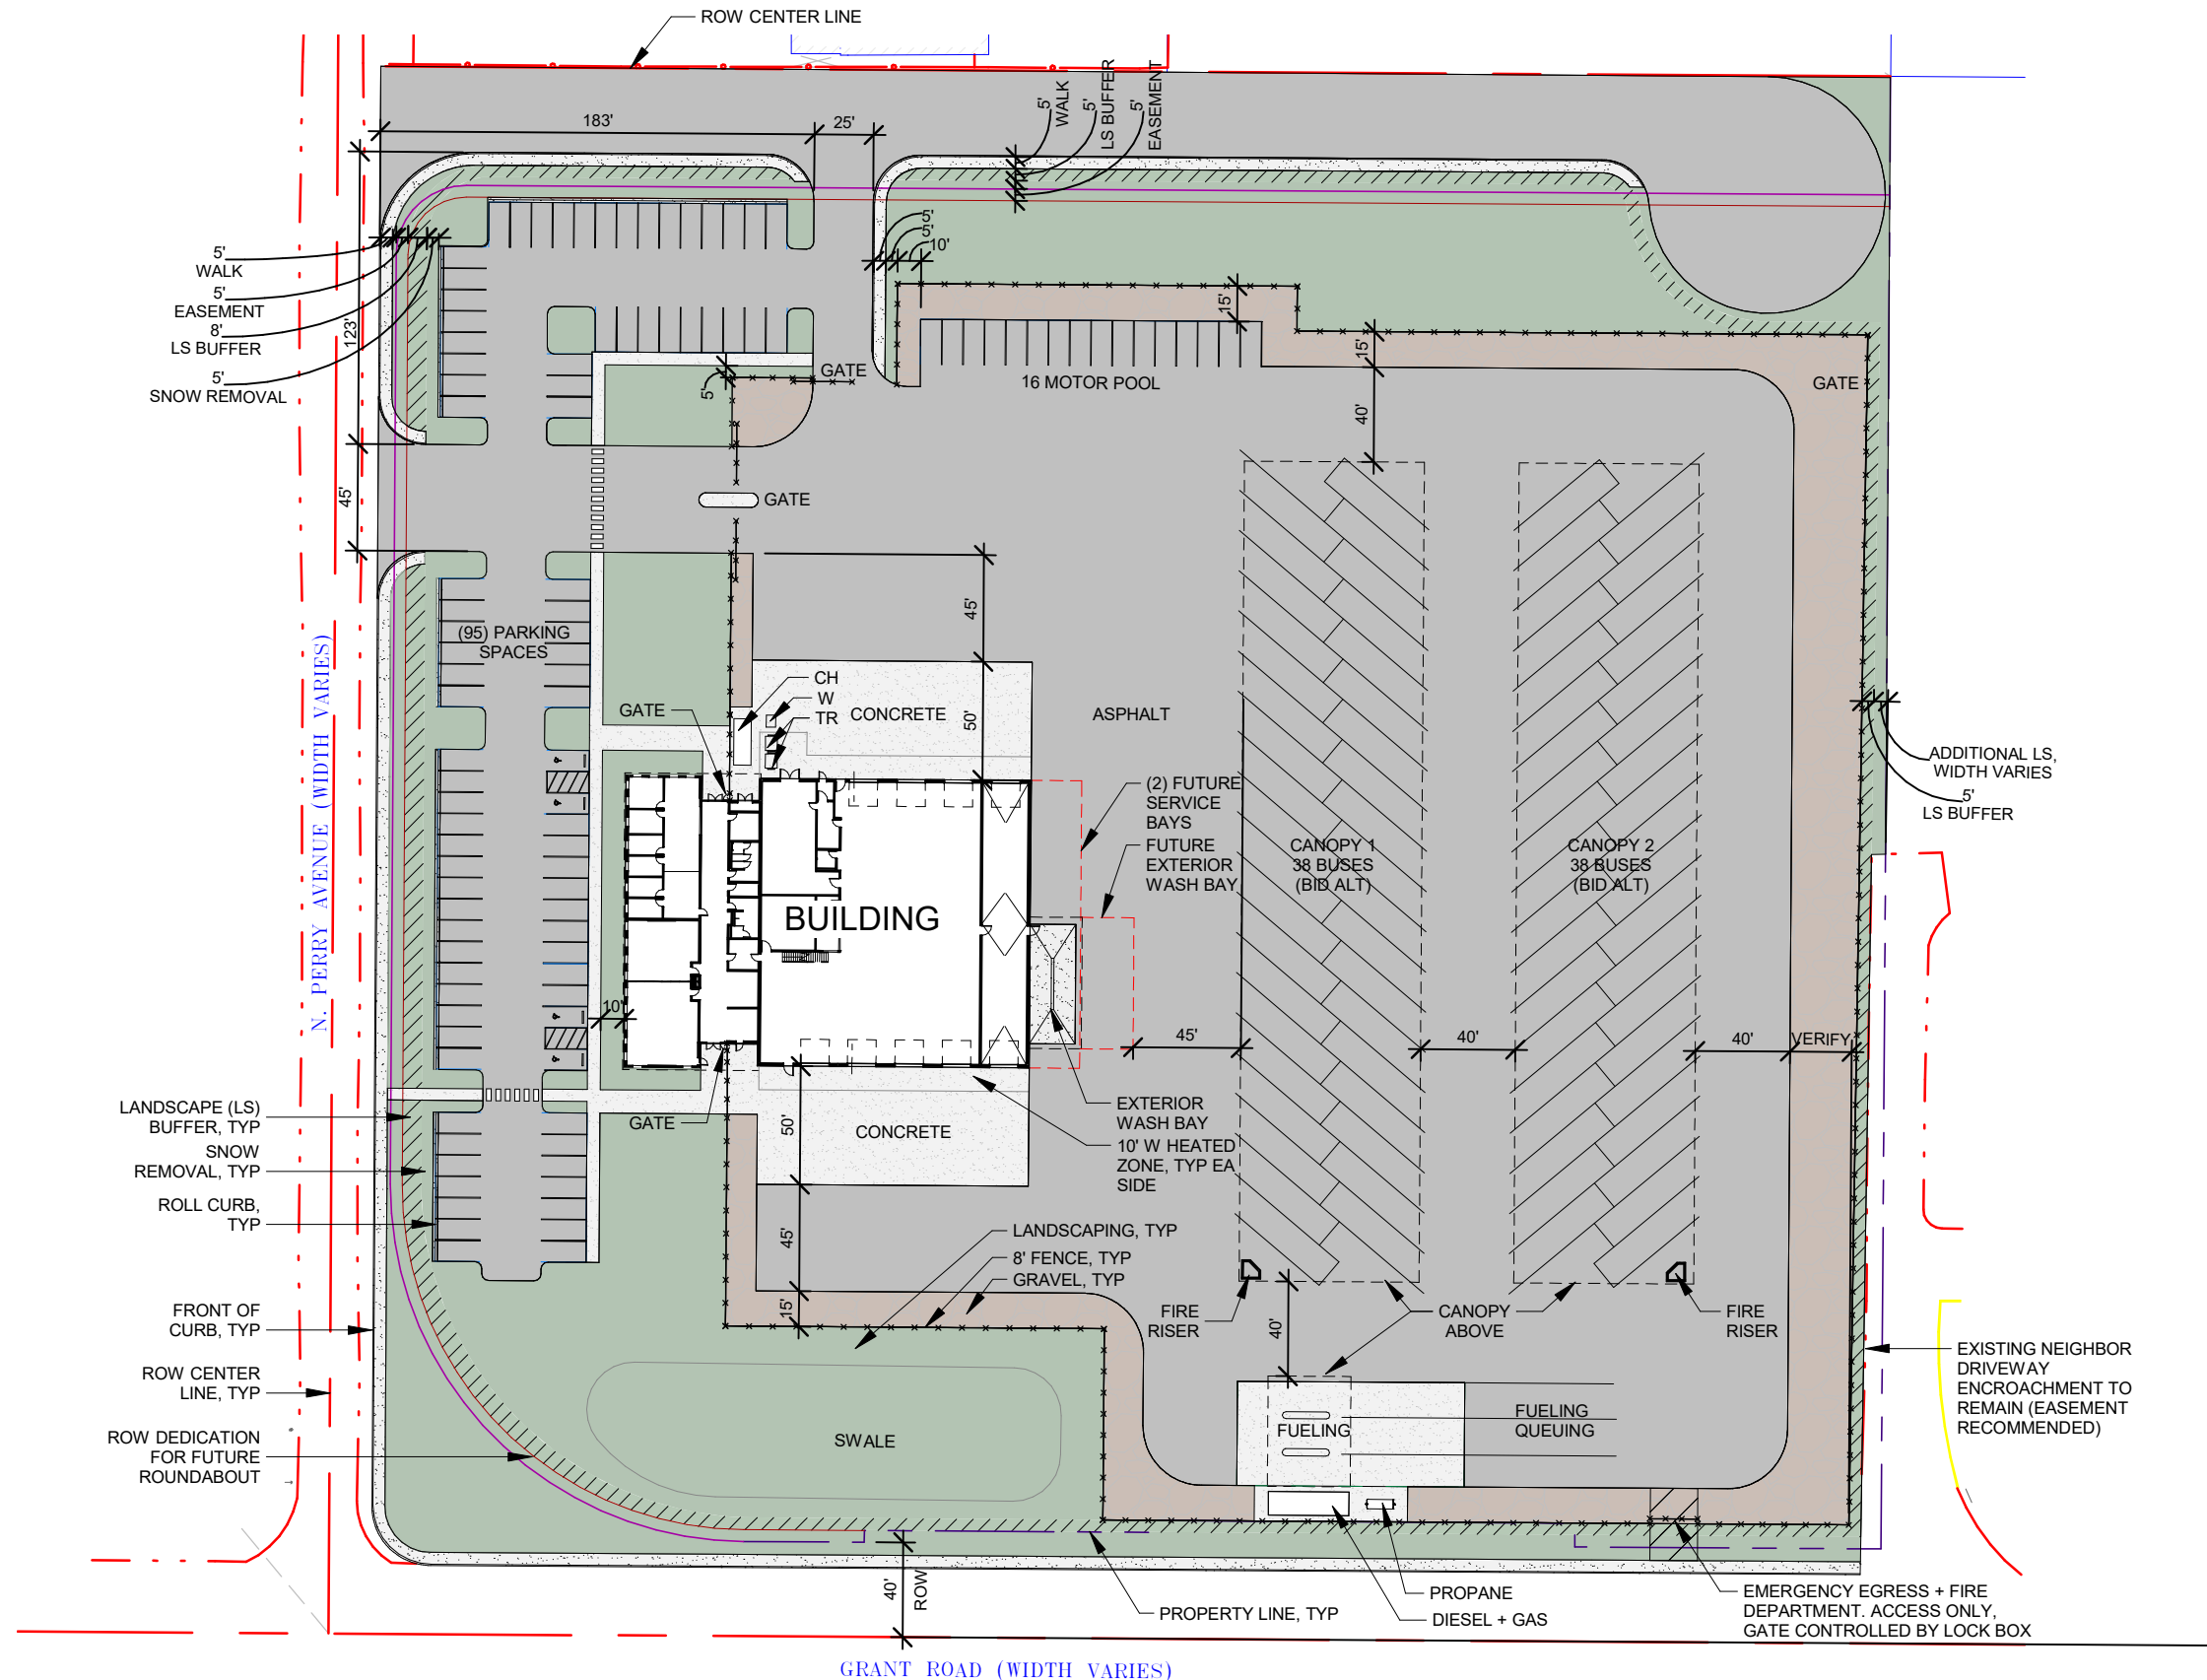 ROW CENTER LINE
183'
25'
5'
WALK
5'
LS BUFFER
5'
EASEMENT
5'
WALK
5'
EASEMENT
8'
LS BUFFER
5'
SNOW REMOVAL
123'
45'
5'
5'
10'
15'
15'
40'
5'
GATE
16 MOTOR POOL
GATE
GATE
(95) PARKING
SPACES
N. PERRY AVENUE (WIDTH VARIES)
45'
50'
CH
W
TR
GATE
CONCRETE
ASPHALT
ADDITIONAL LS,
WIDTH VARIES
5'
LS BUFFER
(2) FUTURE
SERVICE
BAYS
FUTURE
EXTERIOR
WASH BAY
CANOPY 1
38 BUSES
(BID ALT)
CANOPY 2
38 BUSES
(BID ALT)
BUILDING
10'
45'
40'
40'
VERIFY
LANDSCAPE (LS)
BUFFER, TYP
SNOW
REMOVAL, TYP
ROLL CURB,
TYP
GATE
50'
CONCRETE
EXTERIOR
WASH BAY
10' W HEATED
ZONE, TYP EA
SIDE
45'
15'
LANDSCAPING, TYP
8' FENCE, TYP
GRAVEL, TYP
FIRE
RISER
40'
CANOPY
ABOVE
FIRE
RISER
FRONT OF
CURB, TYP
ROW CENTER
LINE, TYP
ROW DEDICATION
FOR FUTURE
ROUNDABOUT
SWALE
FUELING
FUELING
QUEUING
EXISTING NEIGHBOR
DRIVEWAY
ENCROACHMENT TO
REMAIN (EASEMENT
RECOMMENDED)
40'
ROW
PROPERTY LINE, TYP
PROPANE
DIESEL + GAS
EMERGENCY EGRESS + FIRE
DEPARTMENT. ACCESS ONLY,
GATE CONTROLLED BY LOCK BOX
GRANT ROAD (WIDTH VARIES)